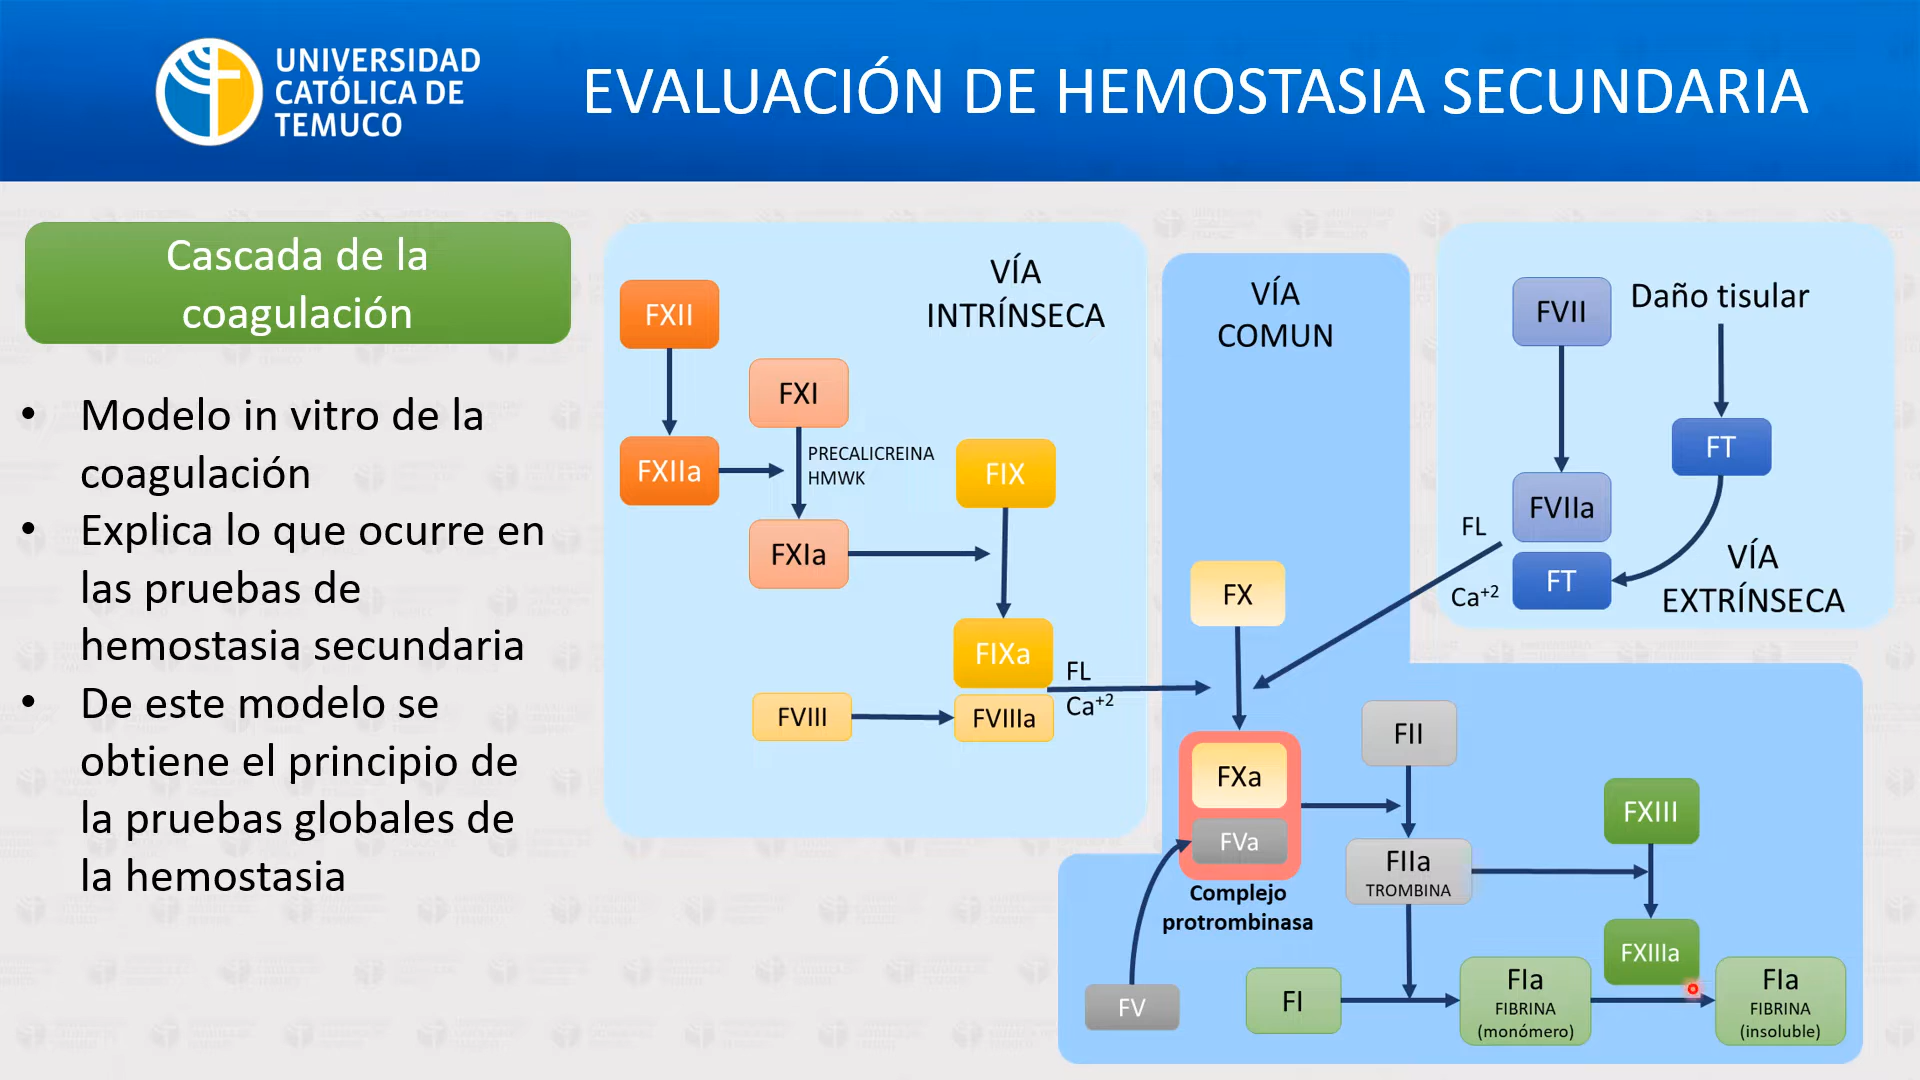 UNIVERSIDAD
CATÓLICA DE
TEMUCO
EVALUACIÓN DE HEMOSTASIA SECUNDARIA
Cascada de la
coagulación
• Modelo in vitro de la
coagulación
• Explica lo que ocurre en
las pruebas de
hemostasia secundaria
• De este modelo se
obtiene el principio de
la pruebas globales de
la hemostasia
VÍA
INTRÍNSECA
FXII
FXI
FXIIa
PRECALICREINA
HMWK
FIX
FXIa
FIXa
FL
Ca+2
FVIII
FVIIIa
VÍA
COMUN
FX
FXa
FVa
Complejo
protrombinasa
FV
FII
FIIa
TROMBINA
FXIII
FXIIIa
FI
FIa
FIBRINA
(monómero)
FIa
FIBRINA
(insoluble)
FVII
Daño tisular
FT
FVIIa
FL
FT
Ca+2
VÍA
EXTRÍNSECA